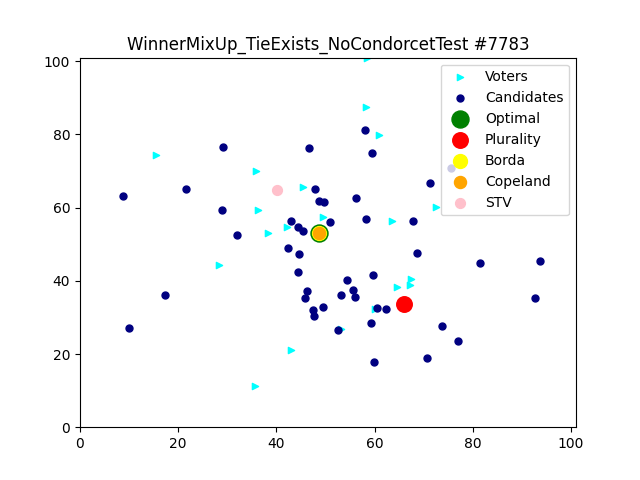 WinnerMixUp_TieExists_NoCondorcetTest #7783
Voters
Candidates
Optimal
Plurality
Borda
Copeland
STV
100
80
60
40
20
0
0 20 40 60 80 100